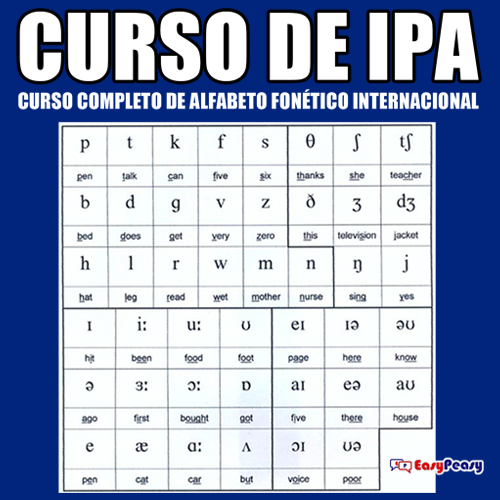 CURSO DE IPA
CURSO COMPLETO DE ALFABETO FONÉTICO INTERNACIONAL
p t k f s θ ʃ tʃ
pen talk can five six thanks she teacher
b d g v z ð ʒ dʒ
bed does get very zero this television jacket
h l r w m n ŋ j
hat leg read wet mother nurse sing yes
ɪ iː uː ʊ eɪ ɪə əʊ
hit been food foot page here know
ə ɜː ɔː ɒ aɪ eə aʊ
ago first bought got five there house
e æ ɑː ʌ ɔɪ ʊə
pen cat car but voice poor
EasyPeasy